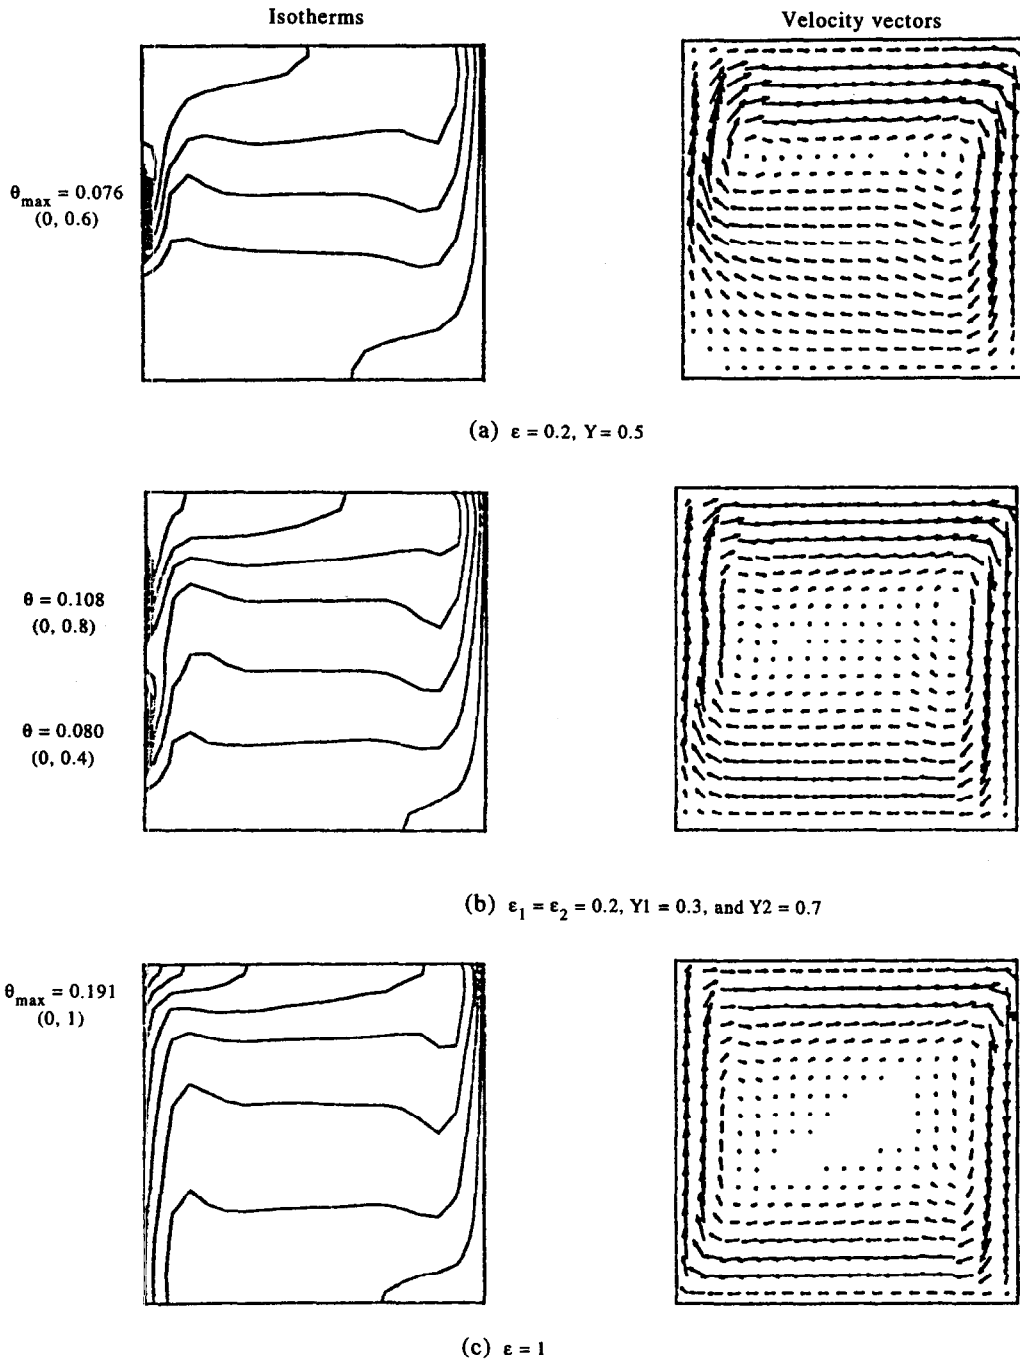 Isotherms
Velocity vectors
θmax = 0.076
(0, 0.6)
(a) ε = 0.2, Y = 0.5
θ = 0.108
(0, 0.8)
θ = 0.080
(0, 0.4)
(b) ε1 = ε2 = 0.2, Y1 = 0.3, and Y2 = 0.7
θmax = 0.191
(0, 1)
(c) ε = 1